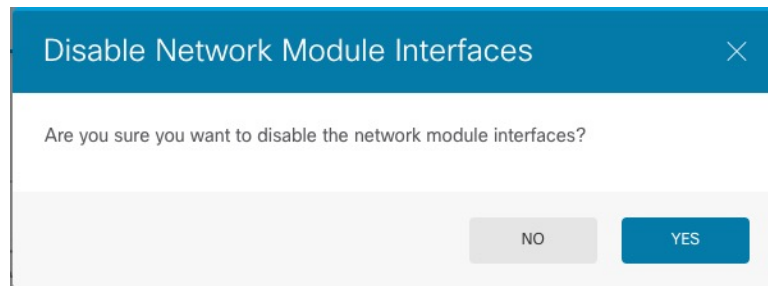 Disable Network Module Interfaces
Are you sure you want to disable the network module interfaces?
NO
YES